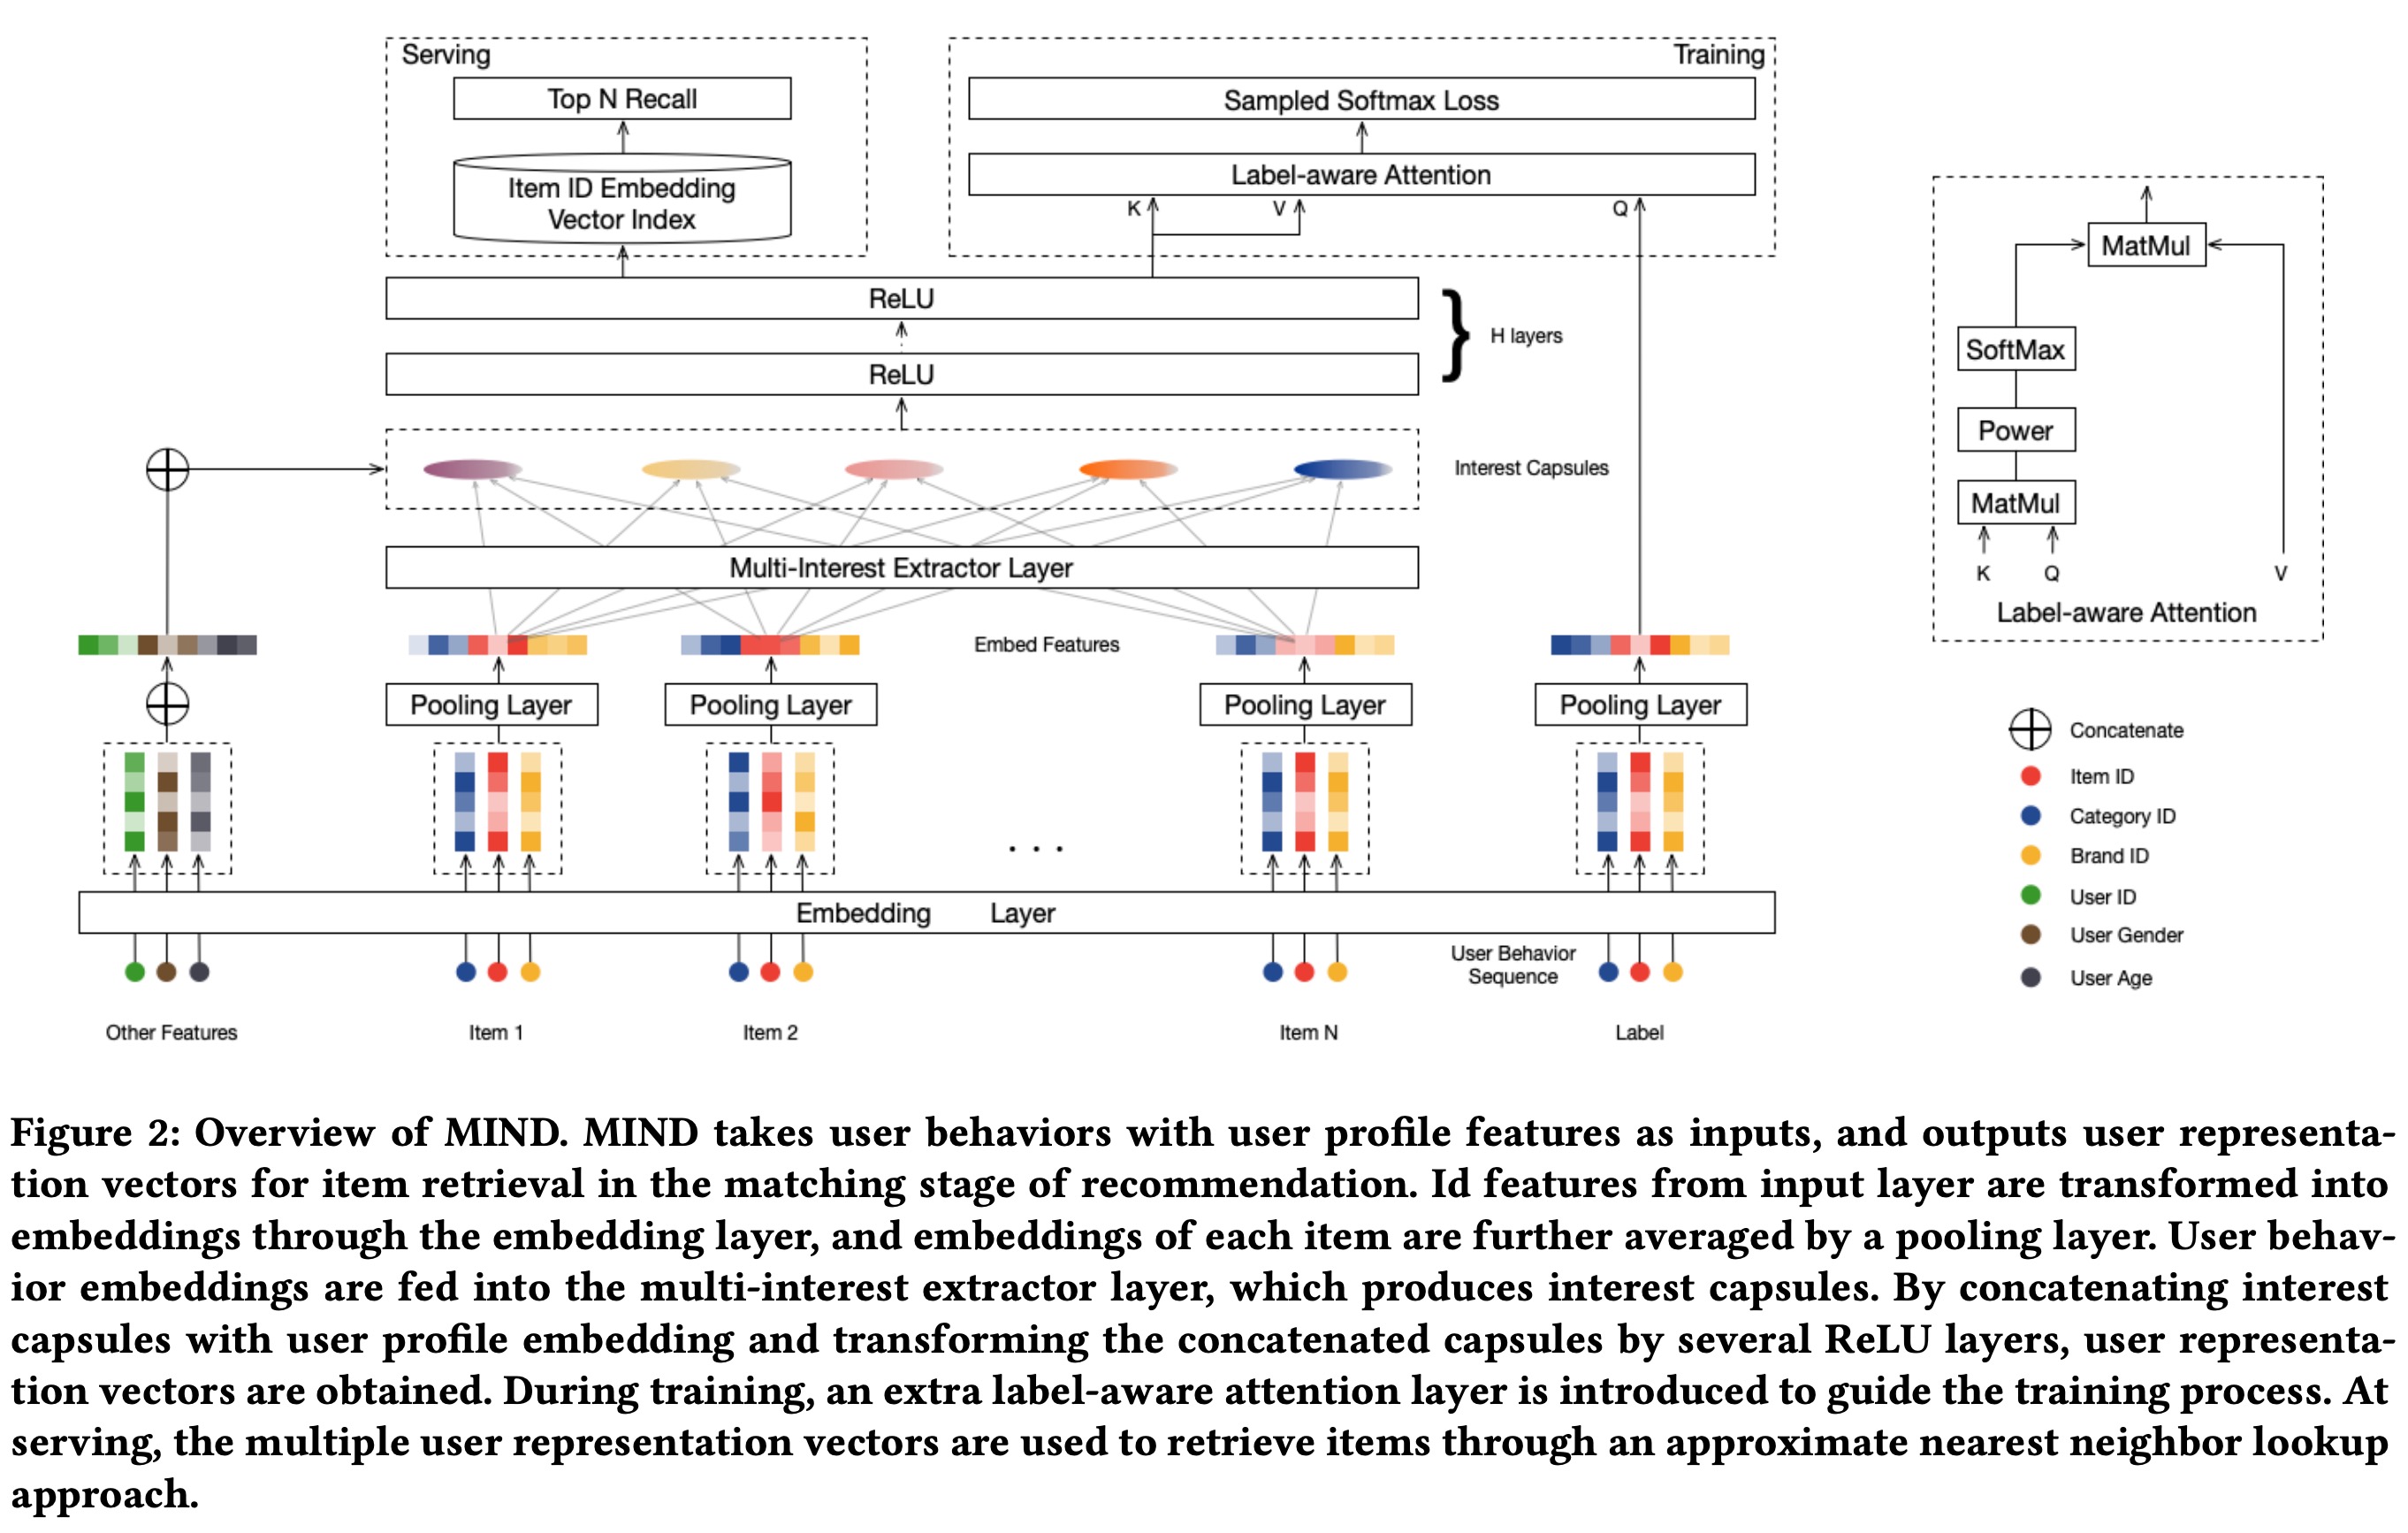 Serving
Top N Recall
Item ID Embedding
Vector Index
Training
Sampled Softmax Loss
Label-aware Attention
K
V
Q
ReLU
H layers
ReLU
Interest Capsules
Multi-Interest Extractor Layer
Embed Features
Pooling Layer
Pooling Layer
Pooling Layer
Pooling Layer
. . .
Embedding Layer
User Behavior
Sequence
Other Features
Item 1
Item 2
Item N
Label
MatMul
SoftMax
Power
MatMul
K
Q
V
Label-aware Attention
Concatenate
Item ID
Category ID
Brand ID
User ID
User Gender
User Age
Figure 2: Overview of MIND. MIND takes user behaviors with user profile features as inputs, and outputs user representa-
tion vectors for item retrieval in the matching stage of recommendation. Id features from input layer are transformed into
embeddings through the embedding layer, and embeddings of each item are further averaged by a pooling layer. User behav-
ior embeddings are fed into the multi-interest extractor layer, which produces interest capsules. By concatenating interest
capsules with user profile embedding and transforming the concatenated capsules by several ReLU layers, user representa-
tion vectors are obtained. During training, an extra label-aware attention layer is introduced to guide the training process. At
serving, the multiple user representation vectors are used to retrieve items through an approximate nearest neighbor lookup
approach.